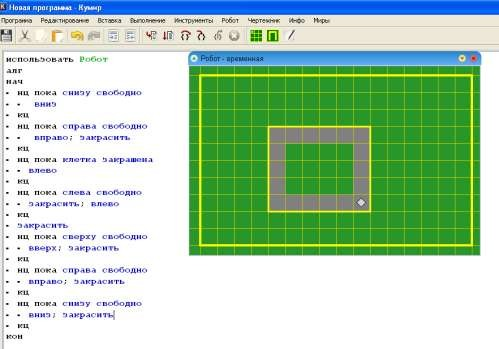 Новая программа - Кумир
Программа Редактирование Вставка Выполнение Инструменты Робот Чертежник Инфо Миры
Робот - временная
использовать Робот
алг
нач
нц пока снизу свободно
вниз
кц
нц пока справа свободно
вправо; закрасить
кц
нц пока клетка закрашена
влево
кц
нц пока слева свободно
закрасить; влево
кц
закрасить
нц пока сверху свободно
вверх; закрасить
кц
нц пока справа свободно
вправо; закрасить
кц
нц пока снизу свободно
вниз; закрасить
кц
кон